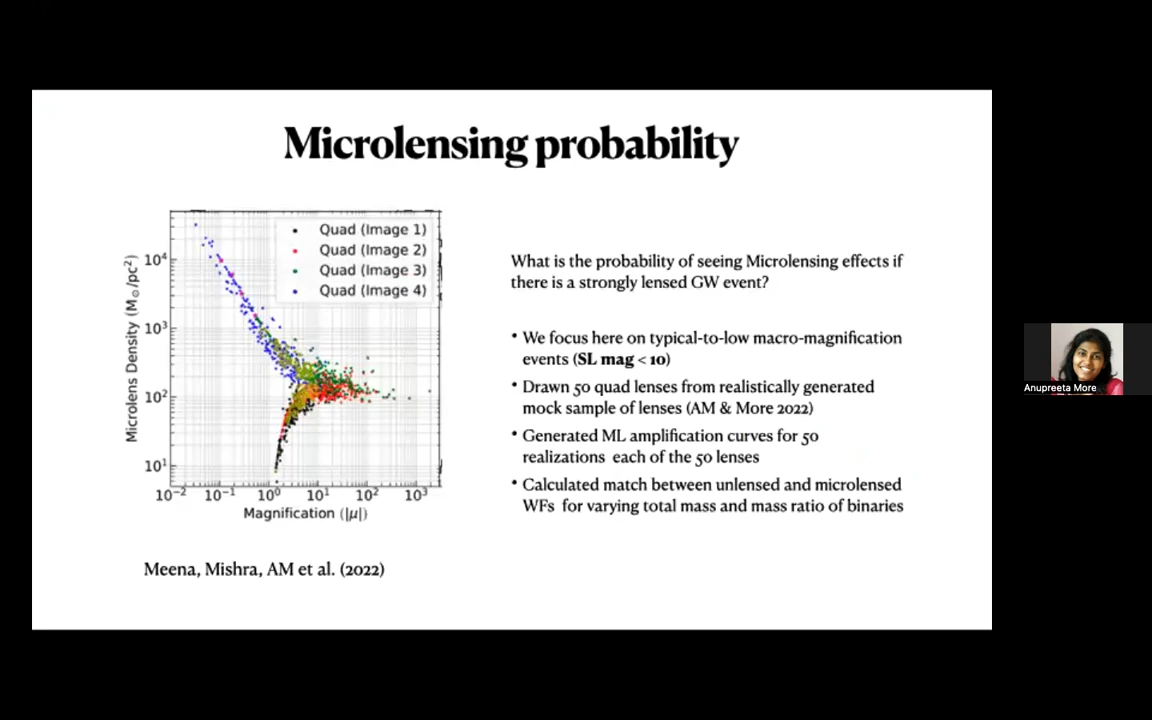 Microlensing probability
Quad (Image 1)
Quad (Image 2)
Quad (Image 3)
Quad (Image 4)
Microlens Density (M☉/pc²)
10⁴
10³
10²
10¹
10⁻²
10⁻¹
10⁰
10¹
10²
10³
Magnification (|μ|)
Meena, Mishra, AM et al. (2022)
What is the probability of seeing Microlensing effects if
there is a strongly lensed GW event?
• We focus here on typical-to-low macro-magnification
events (SL mag < 10)
• Drawn 50 quad lenses from realistically generated
mock sample of lenses (AM & More 2022)
• Generated ML amplification curves for 50
realizations each of the 50 lenses
• Calculated match between unlensed and microlensed
WFs for varying total mass and mass ratio of binaries
Anupreeta More